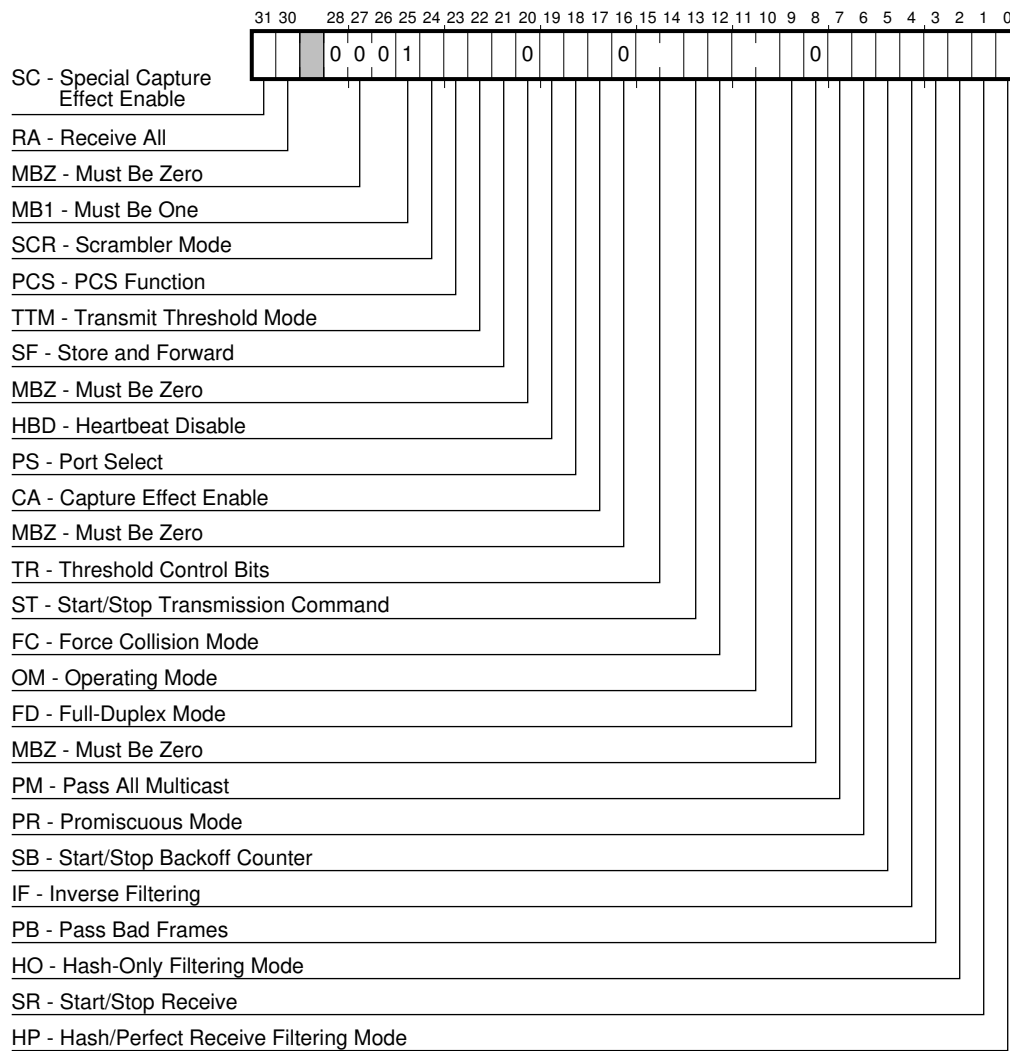 31 30 28 27 26 25 24 23 22 21 20 19 18 17 16 15 14 13 12 11 10 9 8 7 6 5 4 3 2 1 0
0 0 0 1 0 0 0
SC - Special Capture
Effect Enable
RA - Receive All
MBZ - Must Be Zero
MB1 - Must Be One
SCR - Scrambler Mode
PCS - PCS Function
TTM - Transmit Threshold Mode
SF - Store and Forward
MBZ - Must Be Zero
HBD - Heartbeat Disable
PS - Port Select
CA - Capture Effect Enable
MBZ - Must Be Zero
TR - Threshold Control Bits
ST - Start/Stop Transmission Command
FC - Force Collision Mode
OM - Operating Mode
FD - Full-Duplex Mode
MBZ - Must Be Zero
PM - Pass All Multicast
PR - Promiscuous Mode
SB - Start/Stop Backoff Counter
IF - Inverse Filtering
PB - Pass Bad Frames
HO - Hash-Only Filtering Mode
SR - Start/Stop Receive
HP - Hash/Perfect Receive Filtering Mode